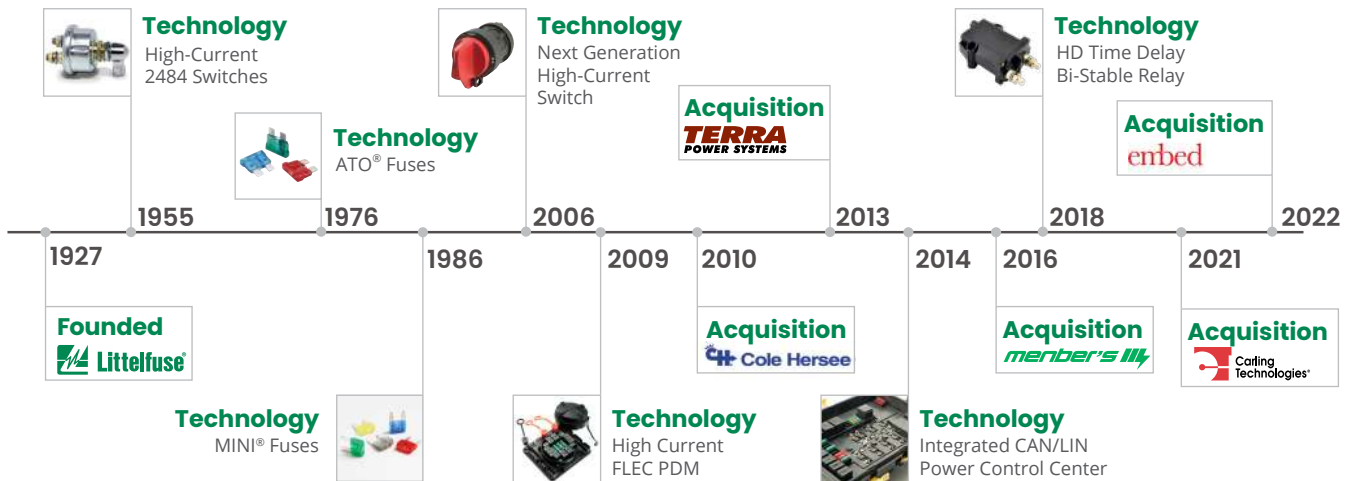 Technology
High-Current
2484 Switches
Technology
ATO® Fuses
Technology
Next Generation
High-Current
Switch
Acquisition
TERRA
POWER SYSTEMS
Technology
HD Time Delay
Bi-Stable Relay
Acquisition
embed
1955
1976
2006
2013
2018
2022
1927
1986
2009
2010
2014
2016
2021
Founded
Littelfuse®
Acquisition
CH Cole Hersee
Acquisition
menber's
Acquisition
Carling
Technologies®
Technology
MINI® Fuses
Technology
High Current
FLEC PDM
Technology
Integrated CAN/LIN
Power Control Center